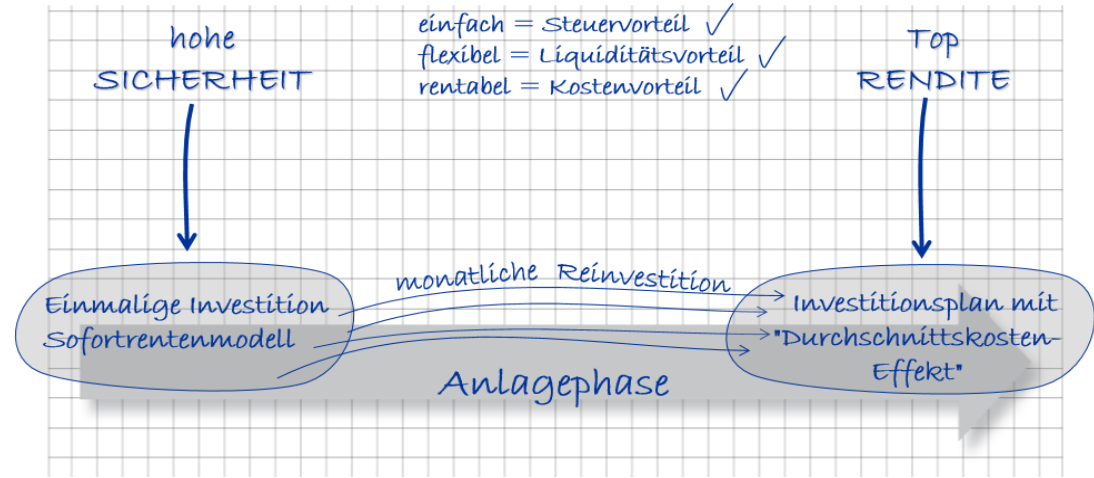 hohe
SICHERHEIT
einfach = Steuervorteil ✓
flexibel = Liquiditätsvorteil ✓
rentabel = Kostenvorteil ✓
Top
RENDITE
Einmalige Investition
Sofortrentenmodell
monatliche Reinvestition
Investitionsplan mit
"Durchschnittskosten-
Effekt"
Anlagephase